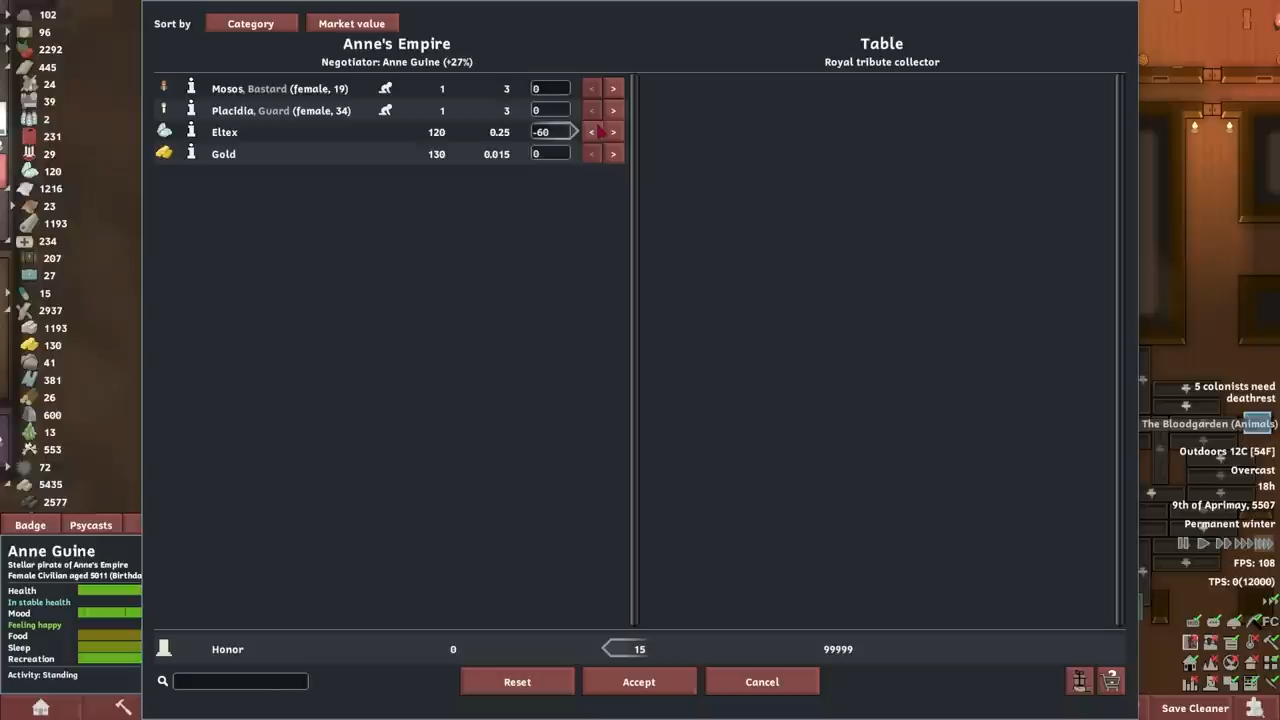 Sort by Category Market value
Anne's Empire Table
Negotiator: Anne Guine (+27%) Royal tribute collector
Mosos, Bastard (female, 19) 1 3 0 < >
Placidia, Guard (female, 34) 1 3 0 < >
Eltex 120 0.25 -60 < >
Gold 130 0.015 0 < >
Honor 0 15 99999
Reset Accept Cancel
102
96
2292
445
24
39
2
231
29
120
1216
23
1193
234
207
27
15
2937
1193
130
41
381
26
600
13
553
72
5435
2577
Badge Psycasts
Anne Guine
Stellar pirate of Anne's Empire
Female Civilian aged 5011 (Birthda
Health
In stable health
Mood
Feeling happy
Food
Sleep
Recreation
Activity: Standing
5 colonists need
deathrest
The Bloodgarden (Animals)
Outdoors 12C [54F]
Overcast
18h
9th of Aprimay, 5507
Permanent winter
FPS: 108
TPS: 0(12000)
FC
Save Cleaner